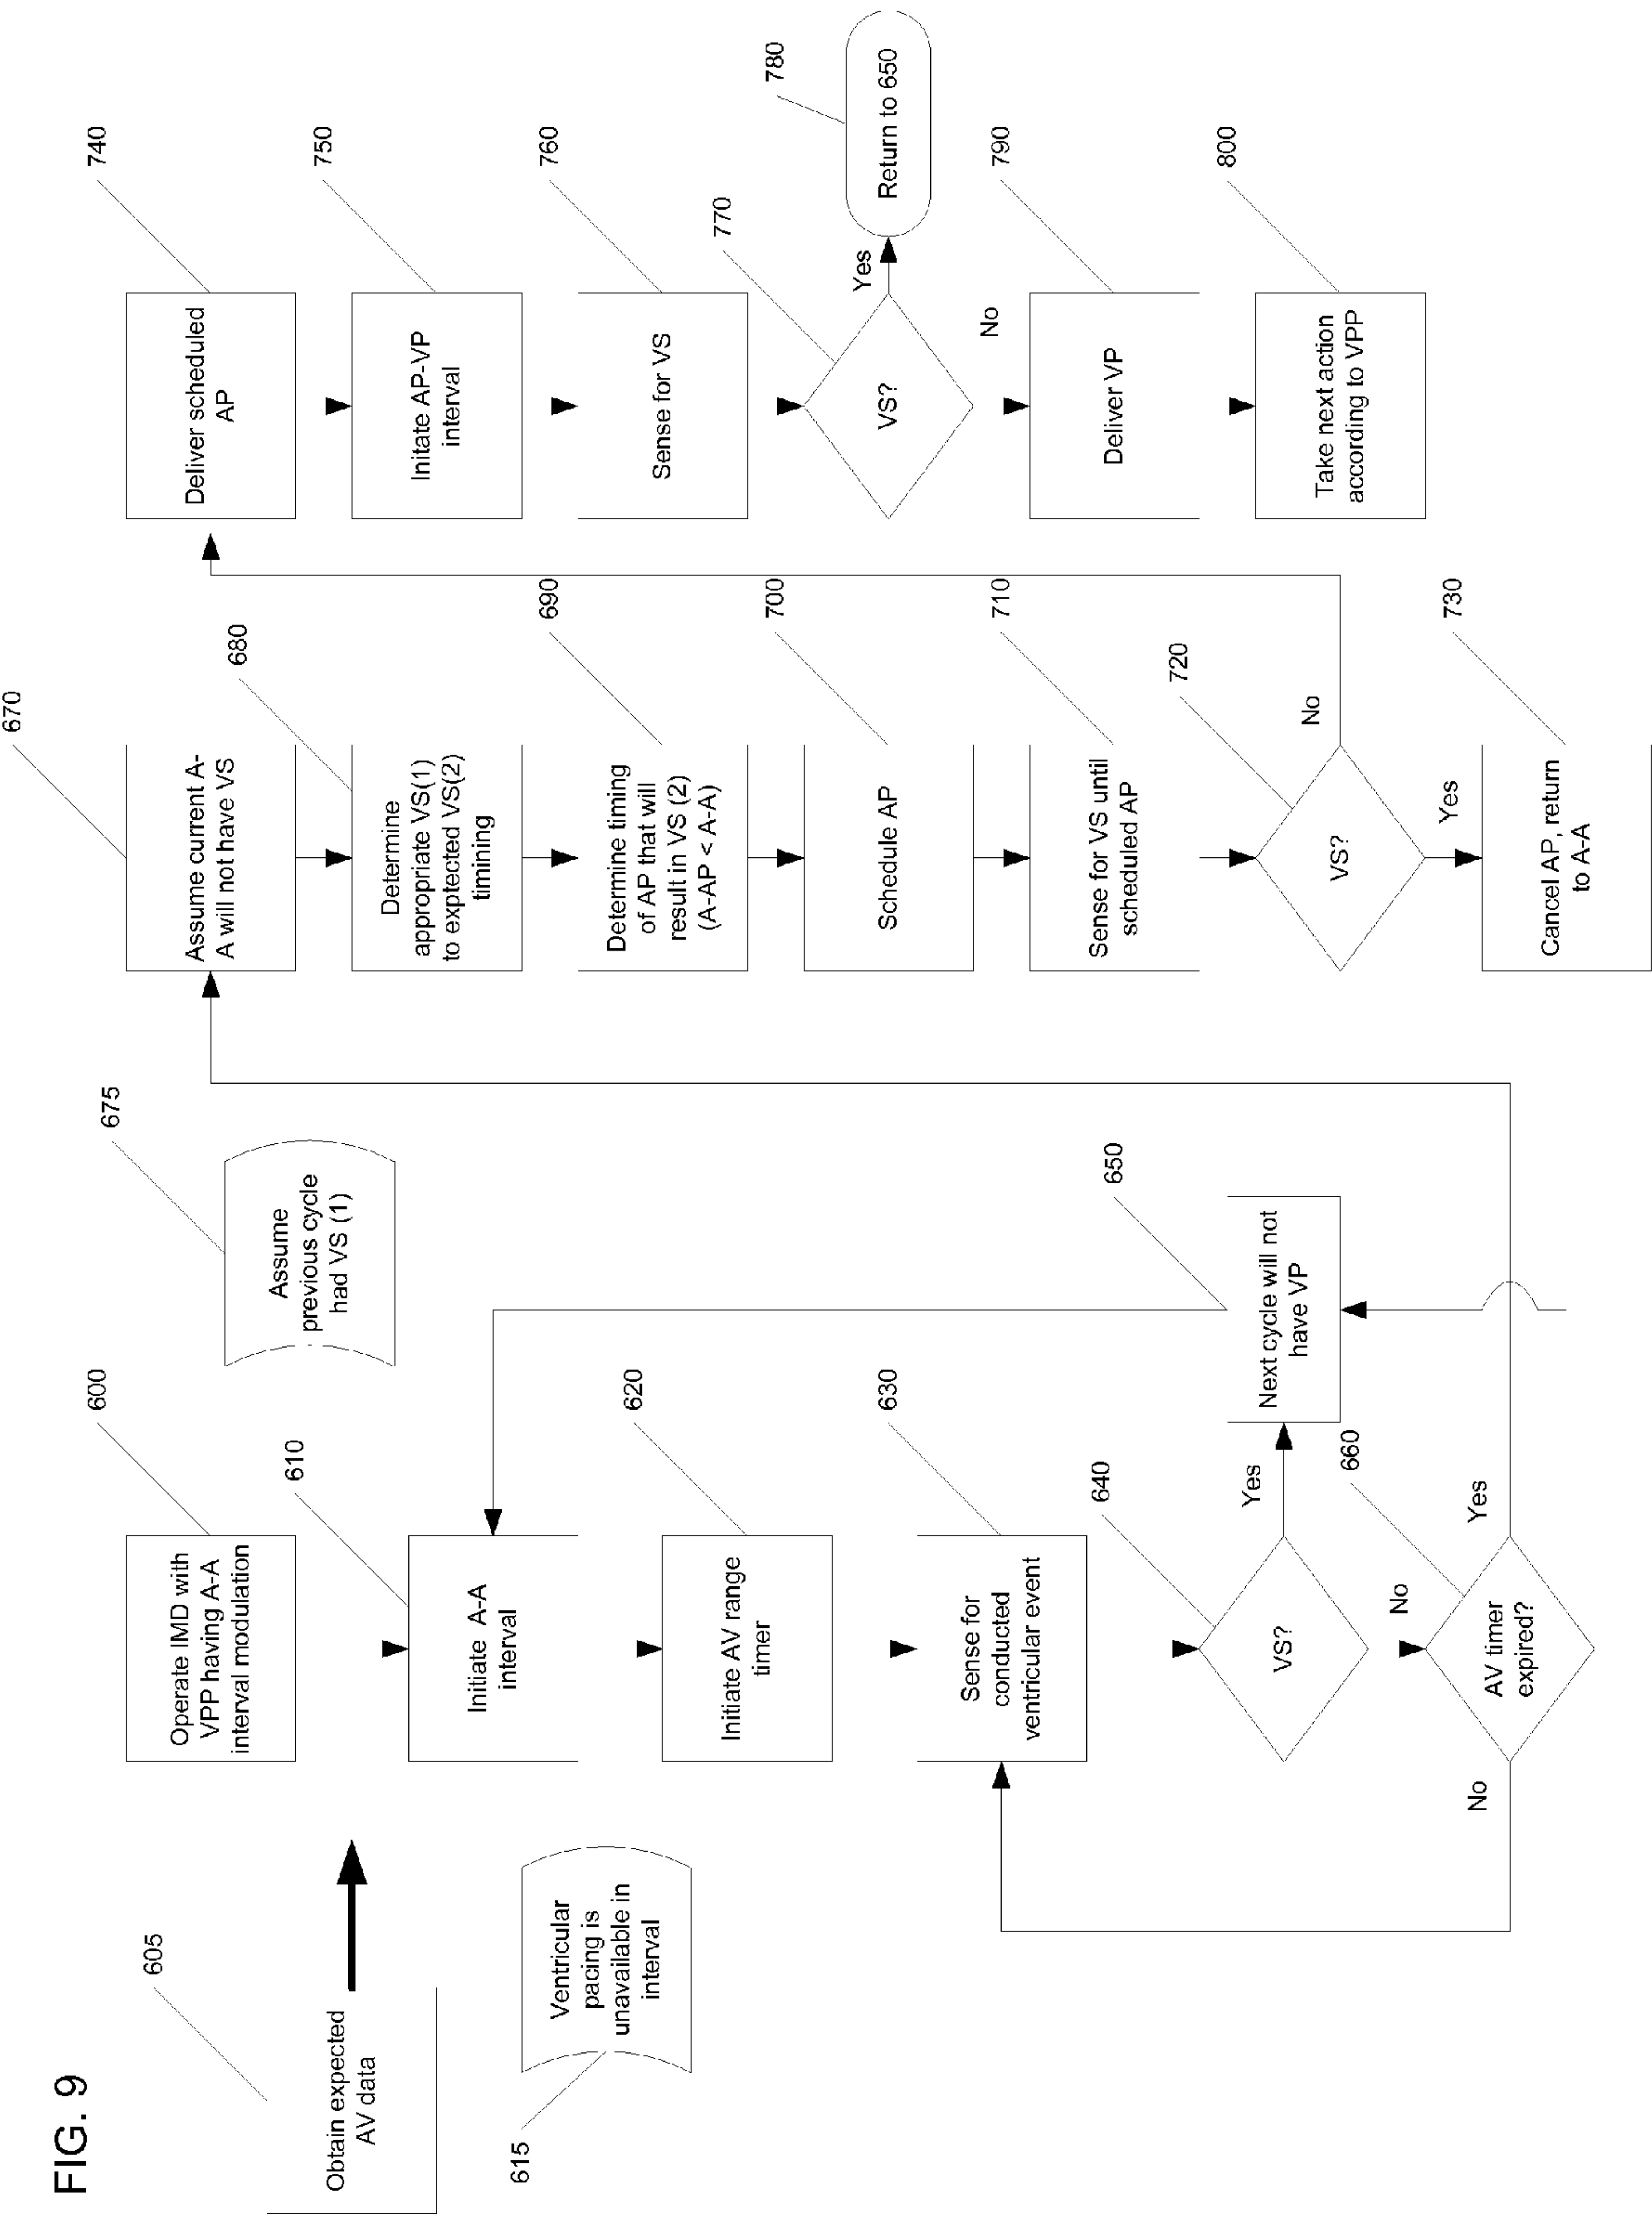 FIG. 9
605
Obtain expected
AV data
615
Ventricular
pacing is
unavailable in
interval
600
Operate IMD with
VPP having A-A
interval modulation
675
Assume
previous cycle
had VS (1)
610
Initiate A-A
interval
620
Initiate AV range
timer
630
Sense for
conducted
ventricular event
640
VS?
Yes
650
Next cycle will not
have VP
No
660
AV timer
expired?
Yes
No
670
Assume current A-
A will not have VS
680
Determine
appropriate VS(1)
to exptected VS(2)
timining
690
Determine timing
of AP that will
result in VS (2)
(A-AP < A-A)
700
Schedule AP
710
Sense for VS until
scheduled AP
720
VS?
No
Yes
730
Cancel AP, return
to A-A
740
Deliver scheduled
AP
750
Initate AP-VP
interval
760
Sense for VS
770
VS?
Yes
780
Return to 650
No
790
Deliver VP
800
Take next action
according to VPP